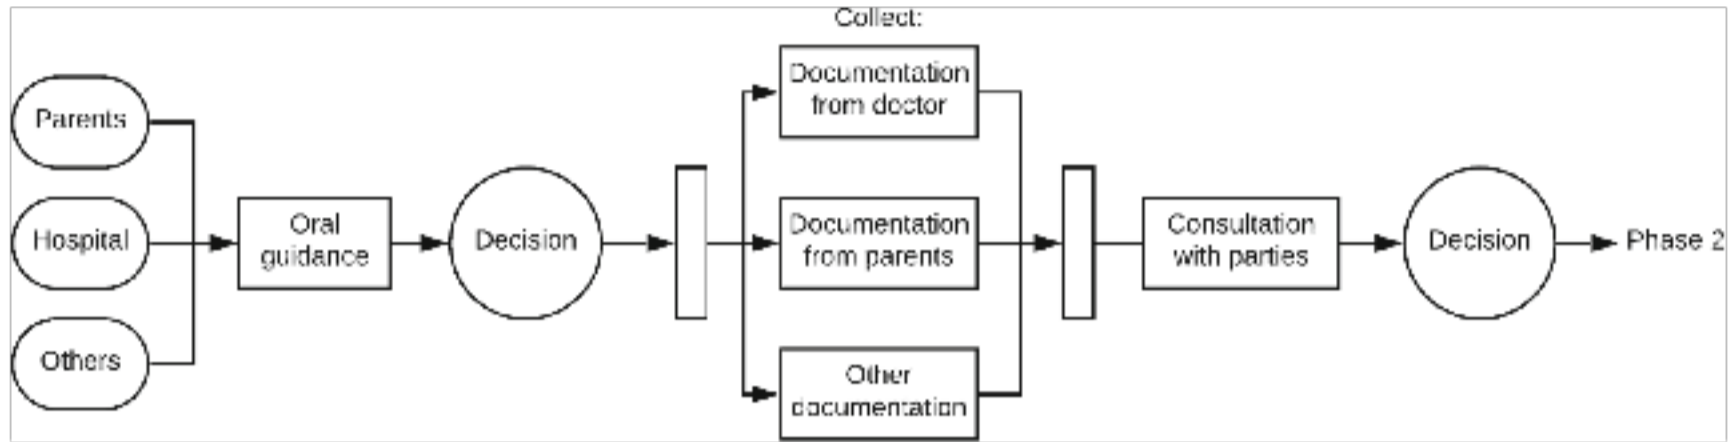 Collect:
Parents
Hospital
Others
Oral
guidance
Decision
Documentation
from doctor
Documentation
from parents
Other
documentation
Consultation
with parties
Decision
Phase 2